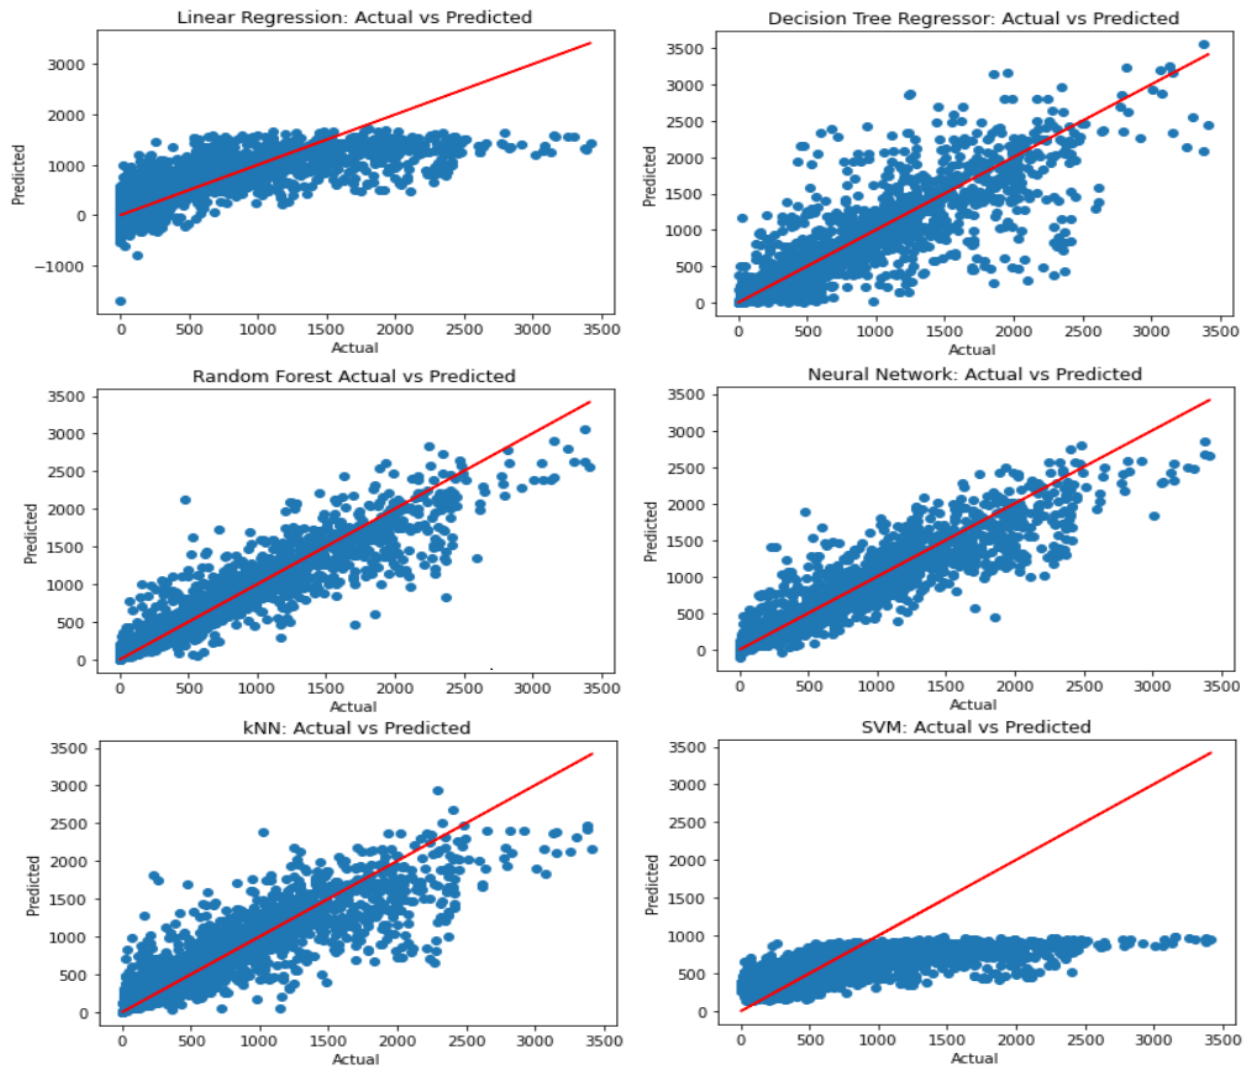 Linear Regression: Actual vs Predicted
3000
2000
1000
0
−1000
Predicted
0 500 1000 1500 2000 2500 3000 3500
Actual
Decision Tree Regressor: Actual vs Predicted
3500
3000
2500
2000
1500
1000
500
0
Predicted
0 500 1000 1500 2000 2500 3000 3500
Actual
Random Forest Actual vs Predicted
3500
3000
2500
2000
1500
1000
500
0
Predicted
0 500 1000 1500 2000 2500 3000 3500
Actual
Neural Network: Actual vs Predicted
3500
3000
2500
2000
1500
1000
500
0
Predicted
0 500 1000 1500 2000 2500 3000 3500
Actual
kNN: Actual vs Predicted
3500
3000
2500
2000
1500
1000
500
0
Predicted
0 500 1000 1500 2000 2500 3000 3500
Actual
SVM: Actual vs Predicted
3500
3000
2500
2000
1500
1000
500
0
Predicted
0 500 1000 1500 2000 2500 3000 3500
Actual